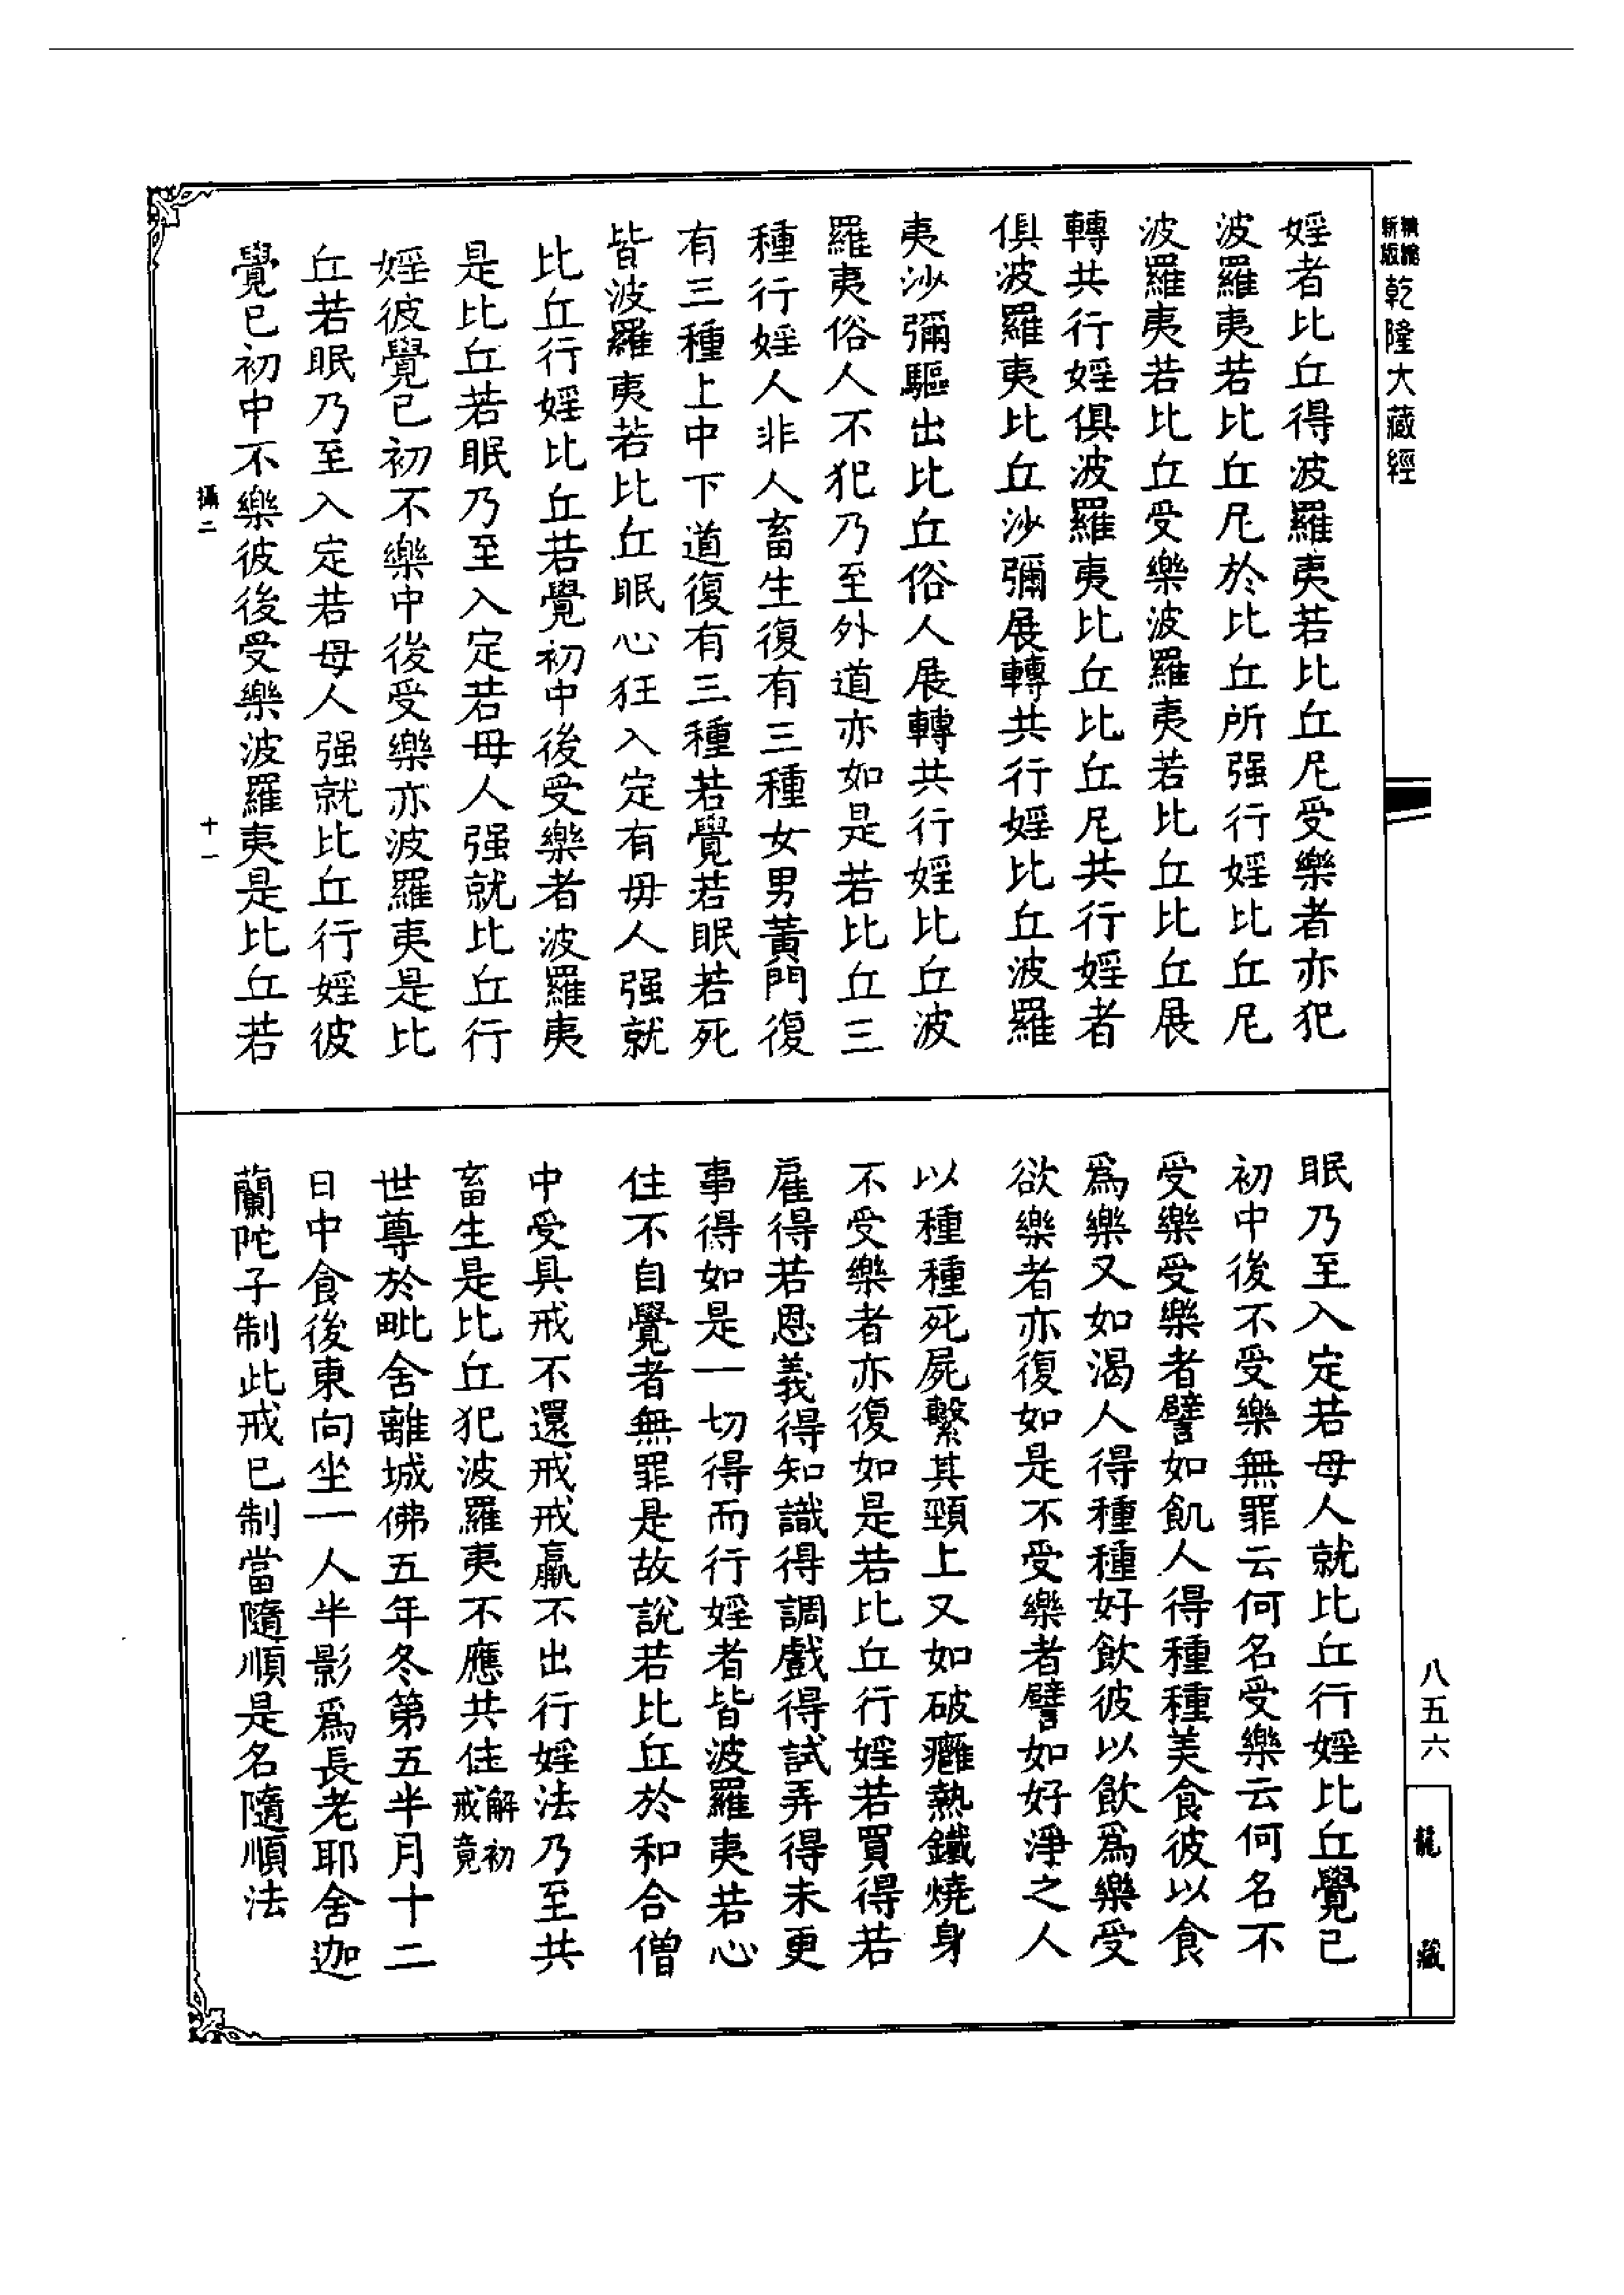 新版
精縮
乾隆大藏經
婬者比丘得波羅夷若比丘尼受樂者亦犯
波羅夷若比丘尼於比丘所强行婬比丘尼
波羅夷若比丘受樂波羅夷若比丘比丘展
轉共行婬俱波羅夷比丘比丘尼共行婬者
俱波羅夷比丘沙彌展轉共行婬比丘波羅
夷沙彌驅出比丘俗人展轉共行婬比丘波
羅夷俗人不犯乃至外道亦如是若比丘三
種行婬人非人畜生復有三種女男黃門復
有三種上中下道復有三種若覺若眠若死
皆波羅夷若比丘眠心狂入定有毋人强就
比丘行婬比丘若覺初中後受樂者波羅夷
是比丘若眠乃至入定若母人强就比丘行
婬彼覺已初不樂中後受樂亦波羅夷是比
丘若眠乃至入定若母人强就比丘行婬彼
覺已初中不樂彼後受樂波羅夷是比丘若
攝二 十一
眠乃至入定若母人就比丘行婬比丘覺已
初中後不受樂無罪云何名受樂云何名不
受樂受樂者譬如飢人得種種美食彼以食
爲樂又如渴人得種種好飲彼以飲爲樂受
欲樂者亦復如是不受樂者譬如好淨之人
以種種死屍繫其頸上又如破癰熱鐵燒身
不受樂者亦復如是若比丘行婬若買得若
雇得若恩義得知識得調戲得試弄得未更
事得如是一切得而行婬者皆波羅夷若心
住不自覺者無罪是故說若比丘於和合僧
中受具戒不還戒戒羸不出行婬法乃至共
畜生是比丘犯波羅夷不應共住解初戒竟
世尊於毗舍離城佛五年冬第五半月十二
日中食後東向坐一人半影爲長老耶舍迦
蘭陀子制此戒已制當隨順是名隨順法
八五六
龍藏